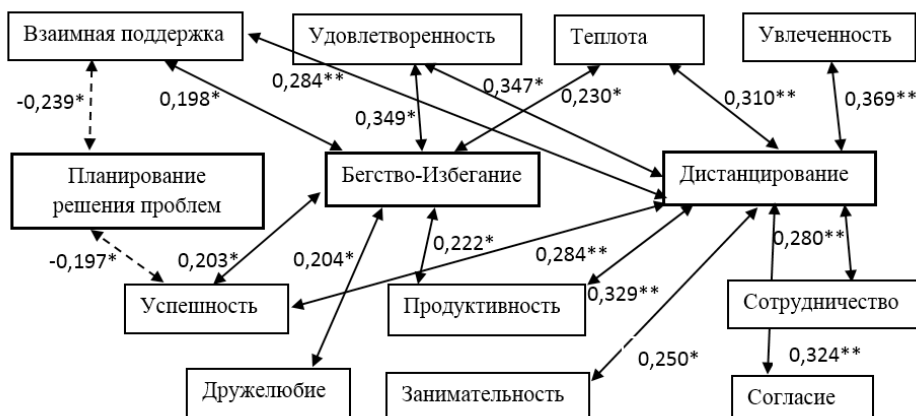 Взаимная поддержка
Удовлетворенность
Теплота
Увлеченность
-0,239*
0,198*
0,284**
0,349*
0,347*
0,230*
0,310**
0,369**
Планирование
решения проблем
Бегство-Избегание
Дистанцирование
-0,197*
0,203*
0,204*
0,222*
0,284**
0,280**
Успешность
Продуктивность
0,329**
Сотрудничество
Дружелюбие
Занимательность
0,250*
0,324**
Согласие